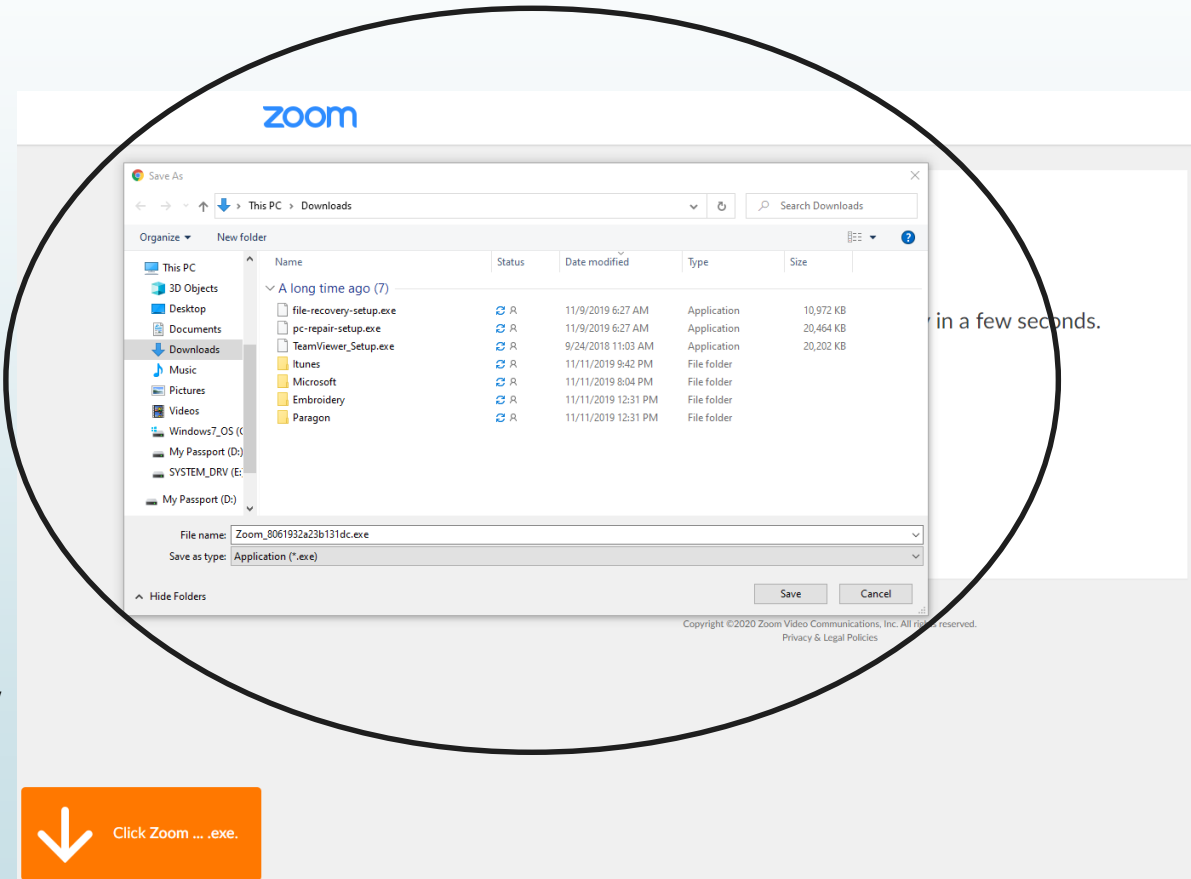 zoom
Save As
This PC > Downloads
Search Downloads
Organize
New folder
Name Status Date modified Type Size
This PC
3D Objects
Desktop
Documents
Downloads
Music
Pictures
Videos
Windows7_OS (
My Passport (D:)
SYSTEM_DRV (E:
My Passport (D:)
A long time ago (7)
file-recovery-setup.exe 11/9/2019 6:27 AM Application 10,972 KB
pc-repair-setup.exe 11/9/2019 6:27 AM Application 20,464 KB
TeamViewer_Setup.exe 9/24/2018 11:03 AM Application 20,202 KB
Itunes 11/11/2019 9:42 PM File folder
Microsoft 11/11/2019 8:04 PM File folder
Embroidery 11/11/2019 12:31 PM File folder
Paragon 11/11/2019 12:31 PM File folder
in a few seconds.
File name: Zoom_8061932a23b131dc.exe
Save as type: Application (*.exe)
Hide Folders
Save
Cancel
Copyright ©2020 Zoom Video Communications, Inc. All rights reserved.
Privacy & Legal Policies
Click Zoom ... .exe.